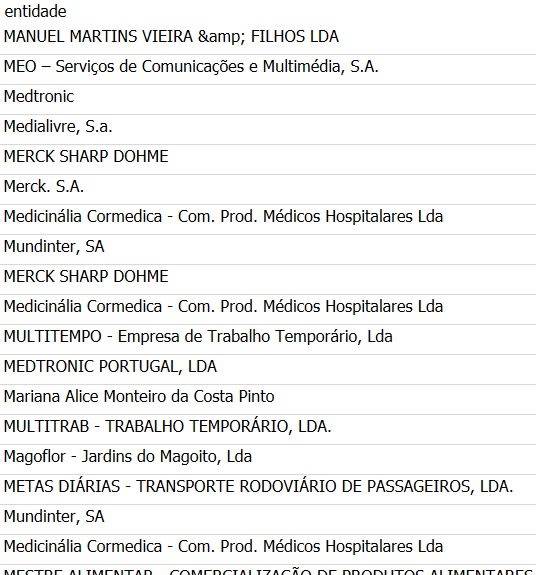 entidade
MANUEL MARTINS VIEIRA &amp; FILHOS LDA
MEO – Serviços de Comunicações e Multimédia, S.A.
Medtronic
Medialivre, S.a.
MERCK SHARP DOHME
Merck. S.A.
Medicinália Cormedica - Com. Prod. Médicos Hospitalares Lda
Mundinter, SA
MERCK SHARP DOHME
Medicinália Cormedica - Com. Prod. Médicos Hospitalares Lda
MULTITEMPO - Empresa de Trabalho Temporário, Lda
MEDTRONIC PORTUGAL, LDA
Mariana Alice Monteiro da Costa Pinto
MULTITRAB - TRABALHO TEMPORÁRIO, LDA.
Magoflor - Jardins do Magoito, Lda
METAS DIÁRIAS - TRANSPORTE RODOVIÁRIO DE PASSAGEIROS, LDA.
Mundinter, SA
Medicinália Cormedica - Com. Prod. Médicos Hospitalares Lda
MESTRE ALIMENTAR - COMERCIALIZAÇÃO DE PRODUTOS ALIMENTARES